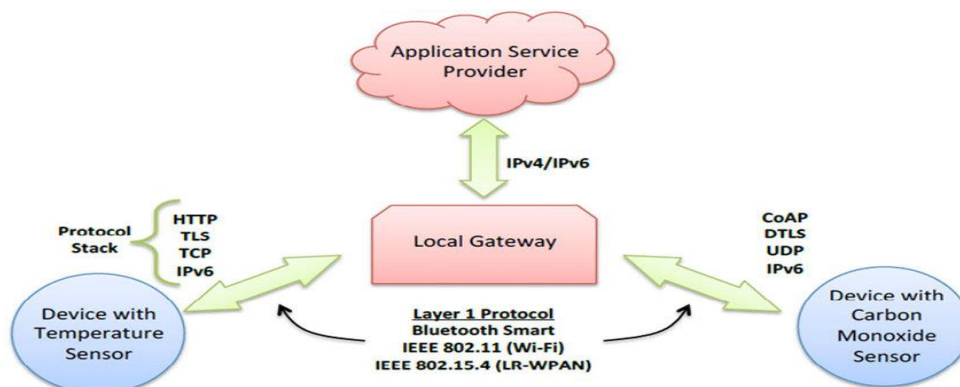 Application Service
Provider
IPv4/IPv6
Protocol
Stack
HTTP
TLS
TCP
IPv6
Local Gateway
CoAP
DTLS
UDP
IPv6
Device with
Temperature
Sensor
Layer 1 Protocol
Bluetooth Smart
IEEE 802.11 (Wi-Fi)
IEEE 802.15.4 (LR-WPAN)
Device with
Carbon
Monoxide
Sensor